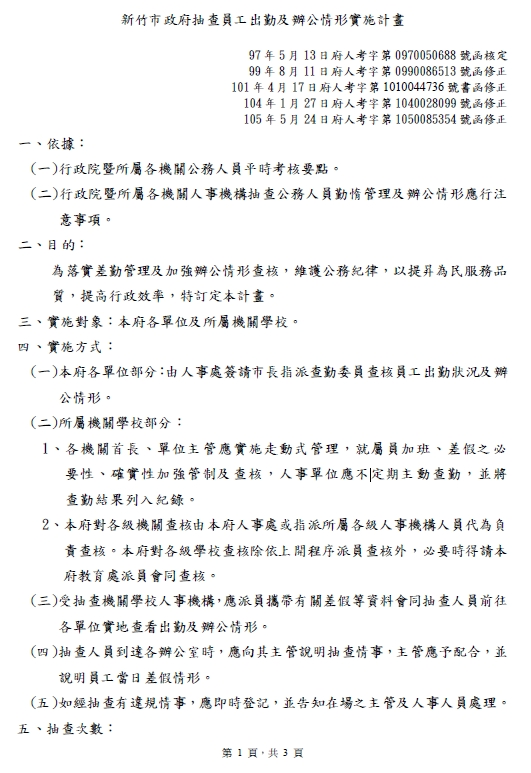 新竹市政府抽查員工出勤及辦公情形實施計畫
97 年 5 月 13 日府人考字第 0970050688 號函核定
99 年 8 月 11 日府人考字第 0990086513 號函修正
101 年 4 月 17 日府人考字第 1010044736 號書函修正
104 年 1 月 27 日府人考字第 1040028099 號函修正
105 年 5 月 24 日府人考字第 1050085354 號函修正
一、依據：
(一)行政院暨所屬各機關公務人員平時考核要點。
(二)行政院暨所屬各機關人事機構抽查公務人員勤惰管理及辦公情形應行注
意事項。
二、目的：
為落實差勤管理及加強辦公情形查核，維護公務紀律，以提昇為民服務品
質，提高行政效率，特訂定本計畫。
三、實施對象：本府各單位及所屬機關學校。
四、實施方式：
(一)本府各單位部分：由人事處簽請市長指派查勤委員查核員工出勤狀況及辦
公情形。
(二)所屬機關學校部分：
1、各機關首長、單位主管應實施走動式管理，就屬員加班、差假之必
要性、確實性加強管制及查核，人事單位應不定期主動查勤，並將
查勤結果列入紀錄。
2、本府對各級機關查核由本府人事處或指派所屬各級人事機構人員代為負
責查核。本府對各級學校查核除依上開程序派員查核外，必要時得請本
府教育處派員會同查核。
(三)受抽查機關學校人事機構，應派員攜帶有關差假等資料會同抽查人員前往
各單位實地查看出勤及辦公情形。
(四)抽查人員到達各辦公室時，應向其主管說明抽查情事，主管應予配合，並
說明員工當日差假情形。
(五)如經抽查有違規情事，應即時登記，並告知在場之主管及人事人員處理。
五、抽查次數：
第 1 頁，共 3 頁